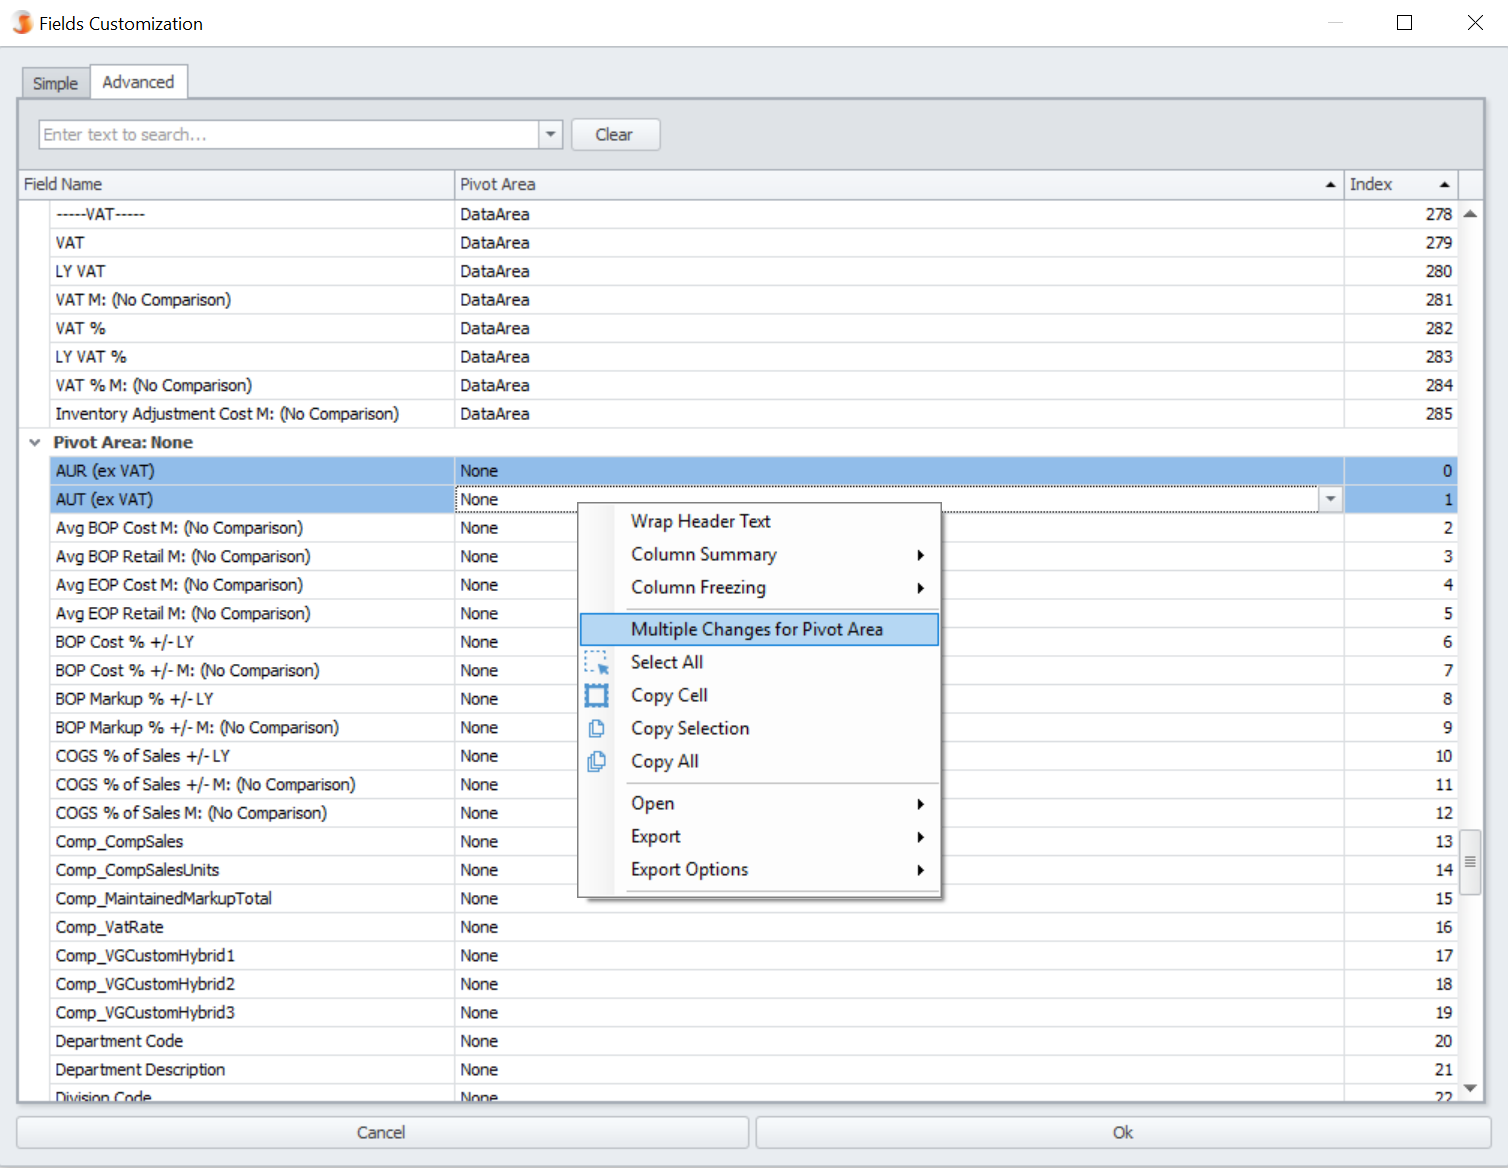 Fields Customization
Simple Advanced
Enter text to search... Clear
Field Name Pivot Area Index
-----VAT----- DataArea 278
VAT DataArea 279
LY VAT DataArea 280
VAT M: (No Comparison) DataArea 281
VAT % DataArea 282
LY VAT % DataArea 283
VAT % M: (No Comparison) DataArea 284
Inventory Adjustment Cost M: (No Comparison) DataArea 285
Pivot Area: None
AUR (ex VAT) None 0
AUT (ex VAT) None 1
Avg BOP Cost M: (No Comparison) None 2
Avg BOP Retail M: (No Comparison) None 3
Avg EOP Cost M: (No Comparison) None 4
Avg EOP Retail M: (No Comparison) None 5
BOP Cost % +/- LY None 6
BOP Cost % +/- M: (No Comparison) None 7
BOP Markup % +/- LY None 8
BOP Markup % +/- M: (No Comparison) None 9
COGS % of Sales +/- LY None 10
COGS % of Sales +/- M: (No Comparison) None 11
COGS % of Sales M: (No Comparison) None 12
Comp_CompSales None 13
Comp_CompSalesUnits None 14
Comp_MaintainedMarkupTotal None 15
Comp_VatRate None 16
Comp_VGCustomHybrid1 None 17
Comp_VGCustomHybrid2 None 18
Comp_VGCustomHybrid3 None 19
Department Code None 20
Department Description None 21
Division Code None 22
Wrap Header Text
Column Summary
Column Freezing
Multiple Changes for Pivot Area
Select All
Copy Cell
Copy Selection
Copy All
Open
Export
Export Options
Cancel Ok